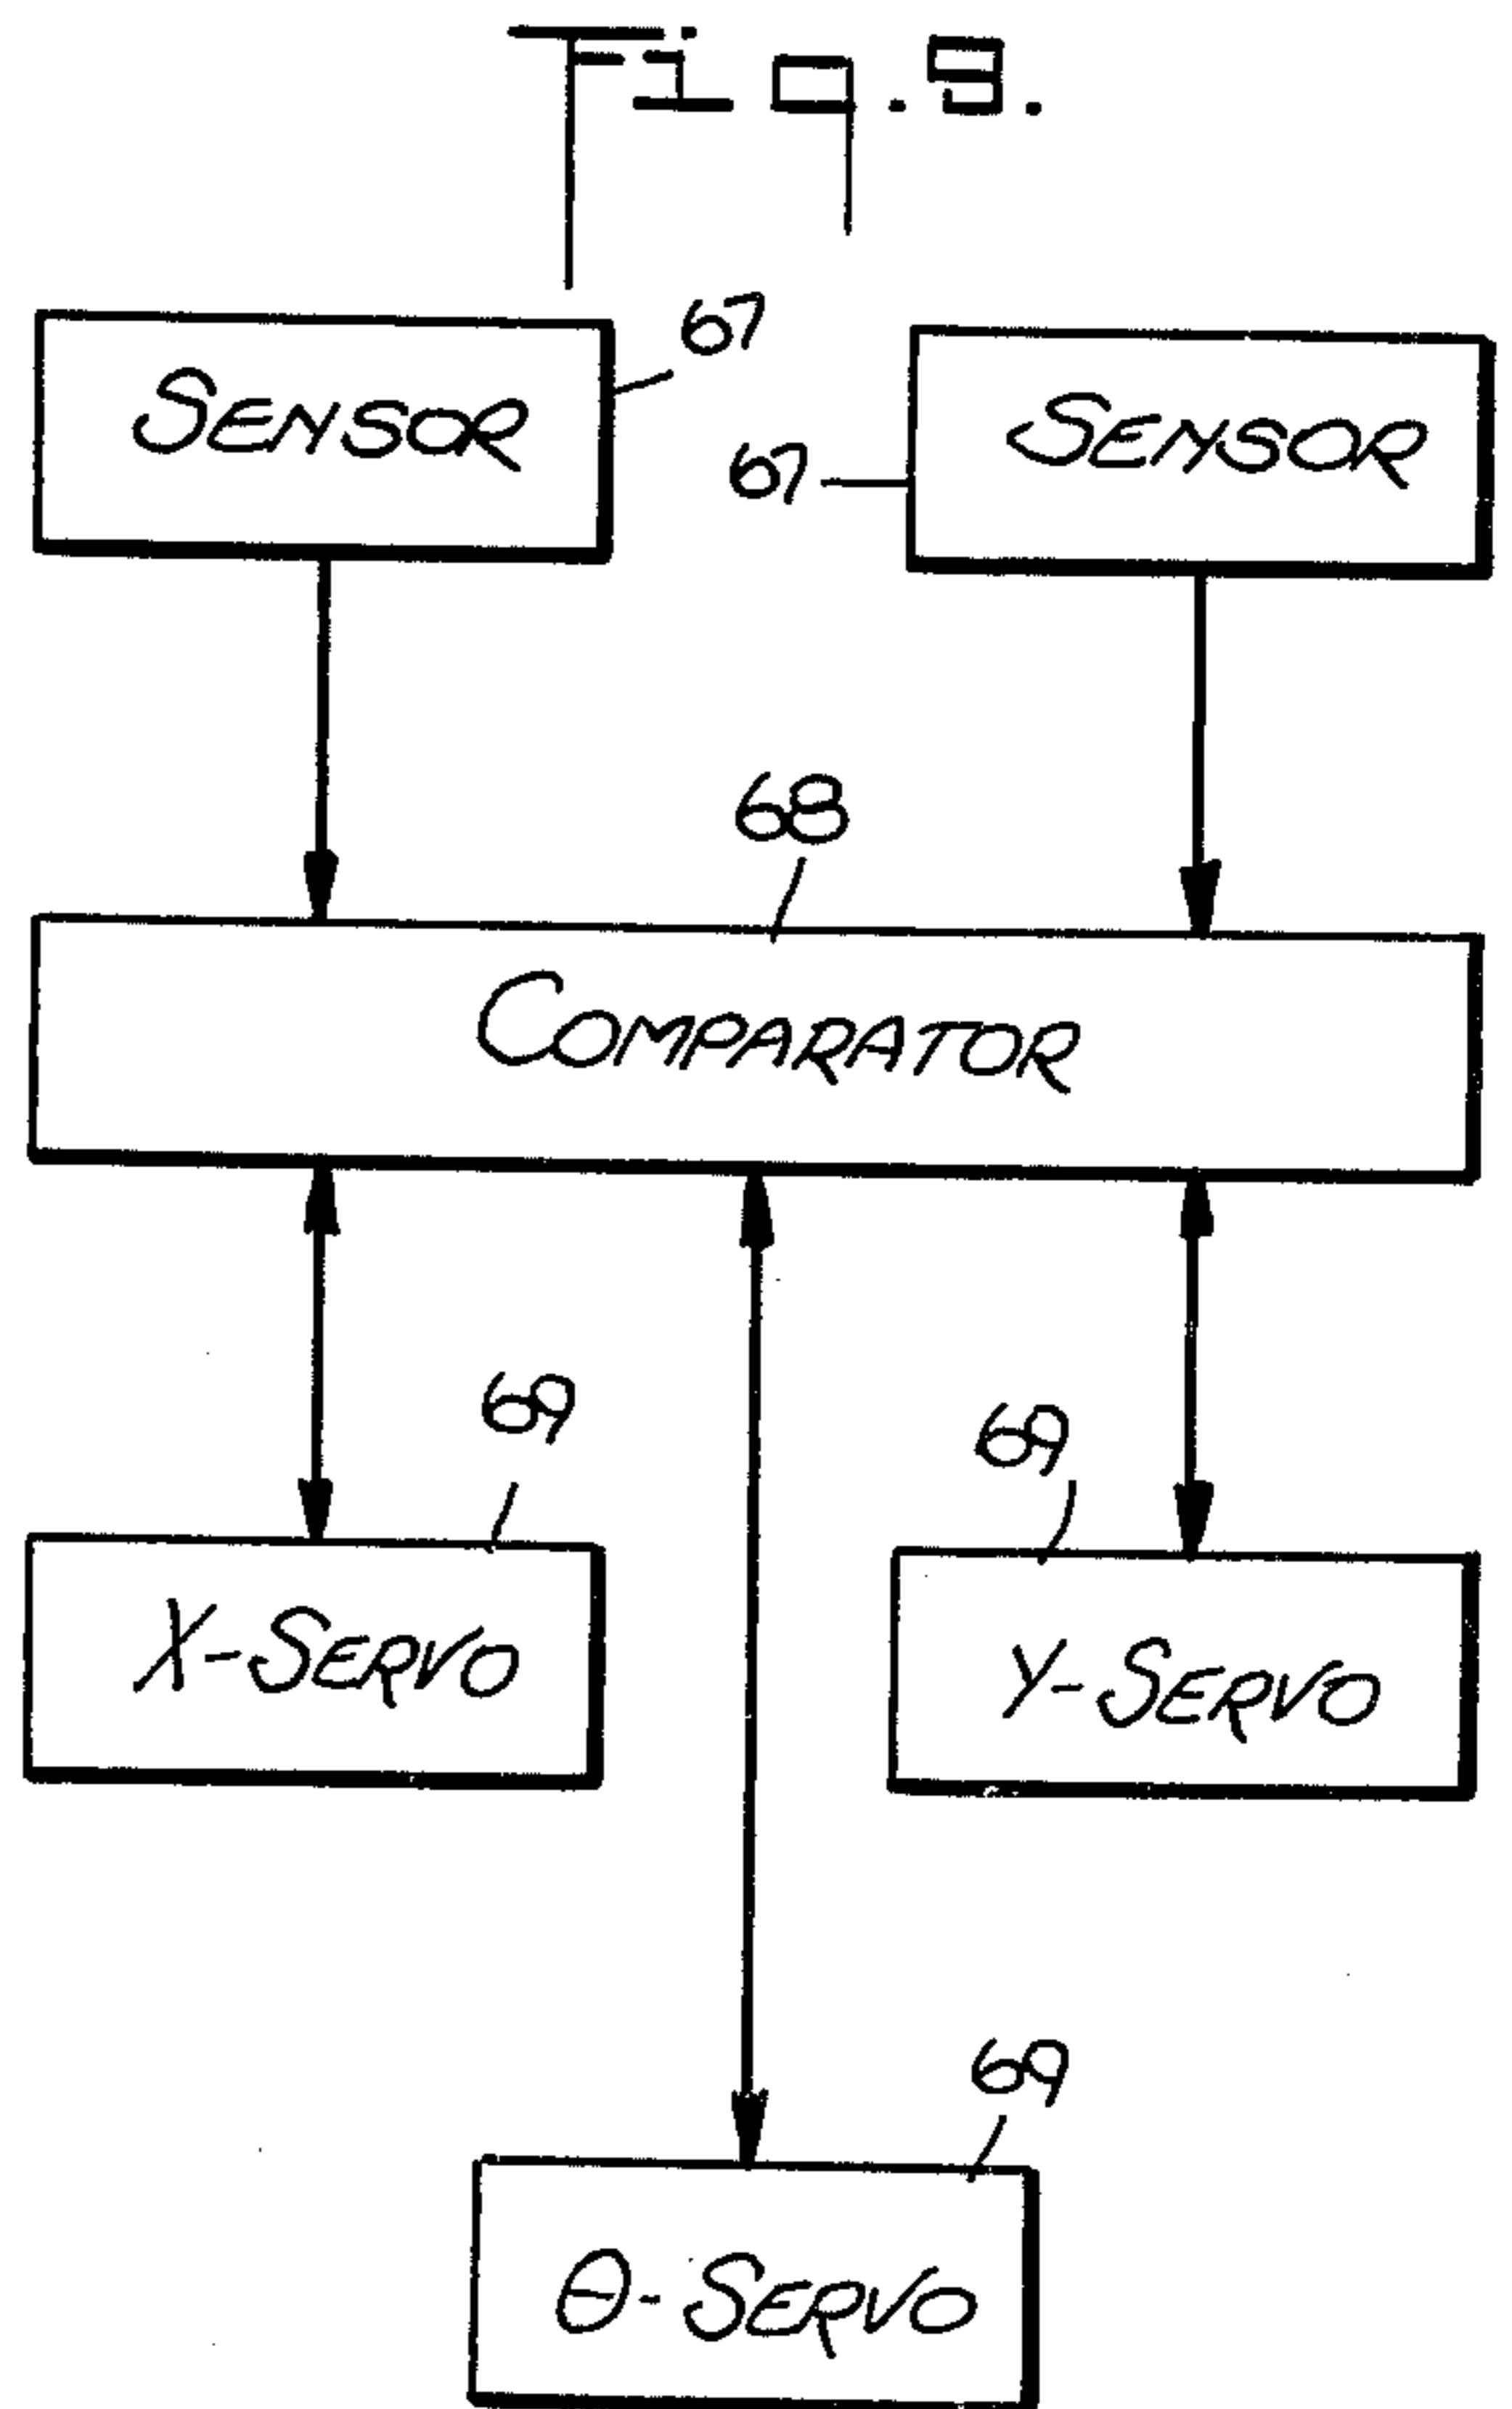 Fig.9.
67
SENSOR
SENSOR
67
68
COMPARATOR
69
69
X-SERVO
Y-SERVO
69
θ-SERVO